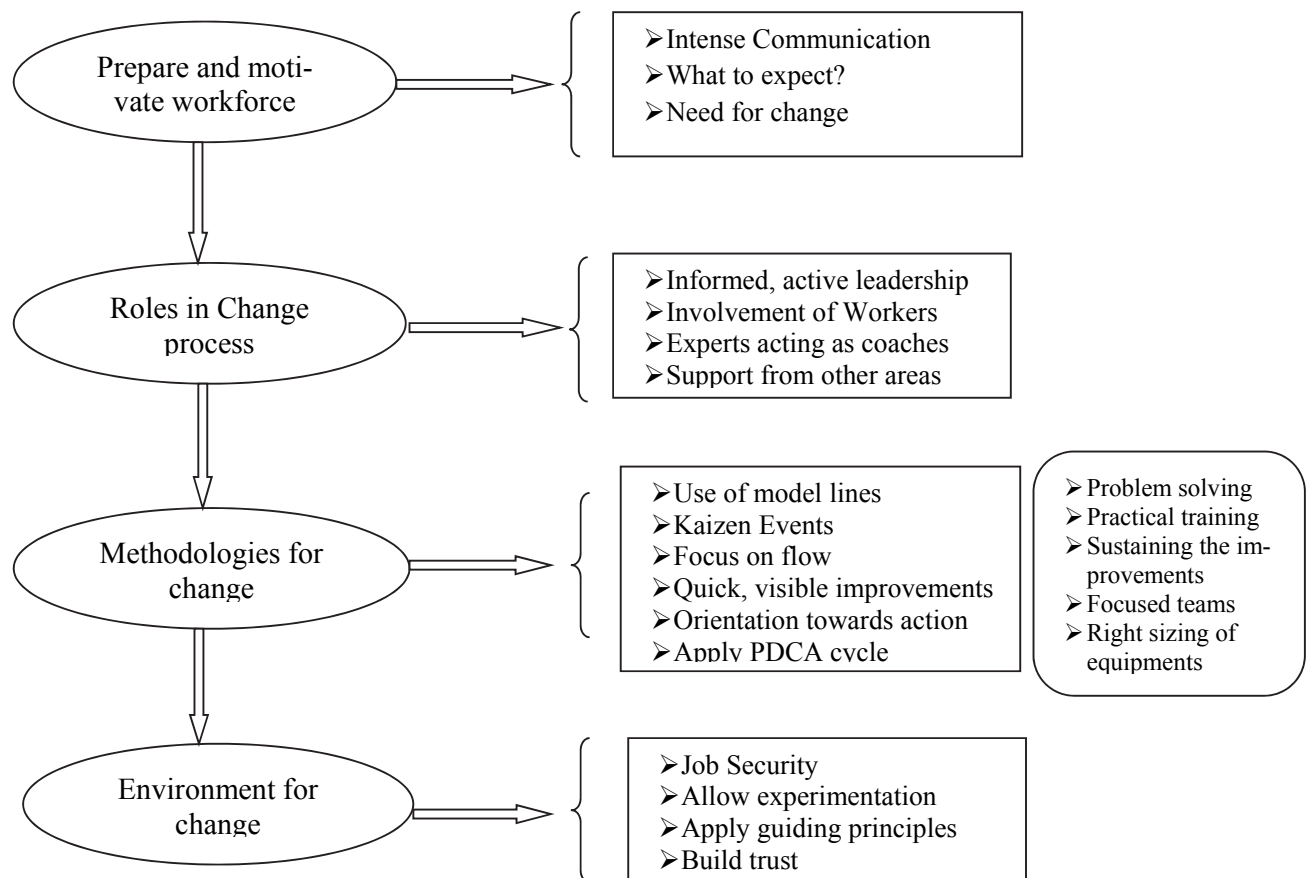 Prepare and moti-
vate workforce
➢Intense Communication
➢What to expect?
➢Need for change
Roles in Change
process
➢Informed, active leadership
➢Involvement of Workers
➢Experts acting as coaches
➢Support from other areas
Methodologies for
change
➢Use of model lines
➢Kaizen Events
➢Focus on flow
➢Quick, visible improvements
➢Orientation towards action
➢Apply PDCA cycle
➢Problem solving
➢Practical training
➢Sustaining the im-
provements
➢Focused teams
➢Right sizing of
equipments
Environment for
change
➢Job Security
➢Allow experimentation
➢Apply guiding principles
➢Build trust